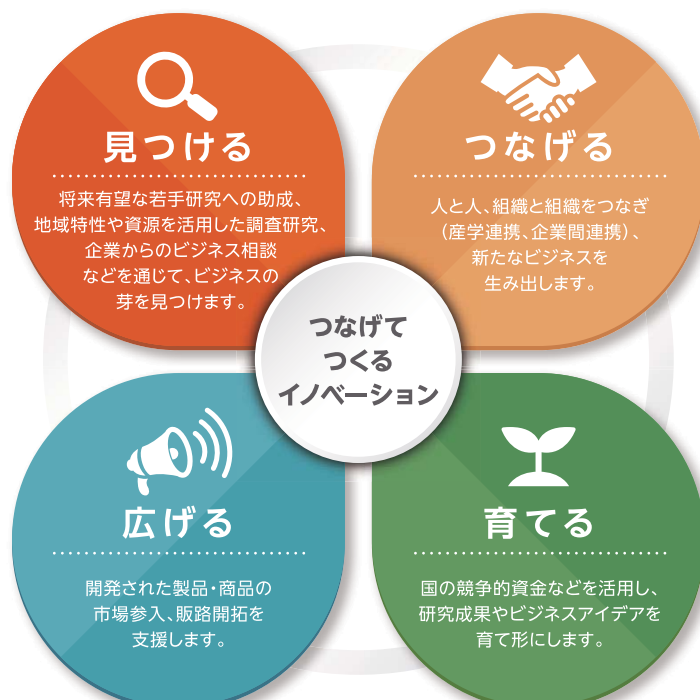 見つける
将来有望な若手研究への助成、
地域特性や資源を活用した調査研究、
企業からのビジネス相談
などを通じて、ビジネスの
芽を見つけます。
つなげる
人と人、組織と組織をつなぎ
（産学連携、企業間連携）、
新たなビジネスを
生み出します。
つなげて
つくる
イノベーション
広げる
開発された製品・商品の
市場参入、販路開拓を
支援します。
育てる
国の競争的資金などを活用し、
研究成果やビジネスアイデアを
育て形にします。